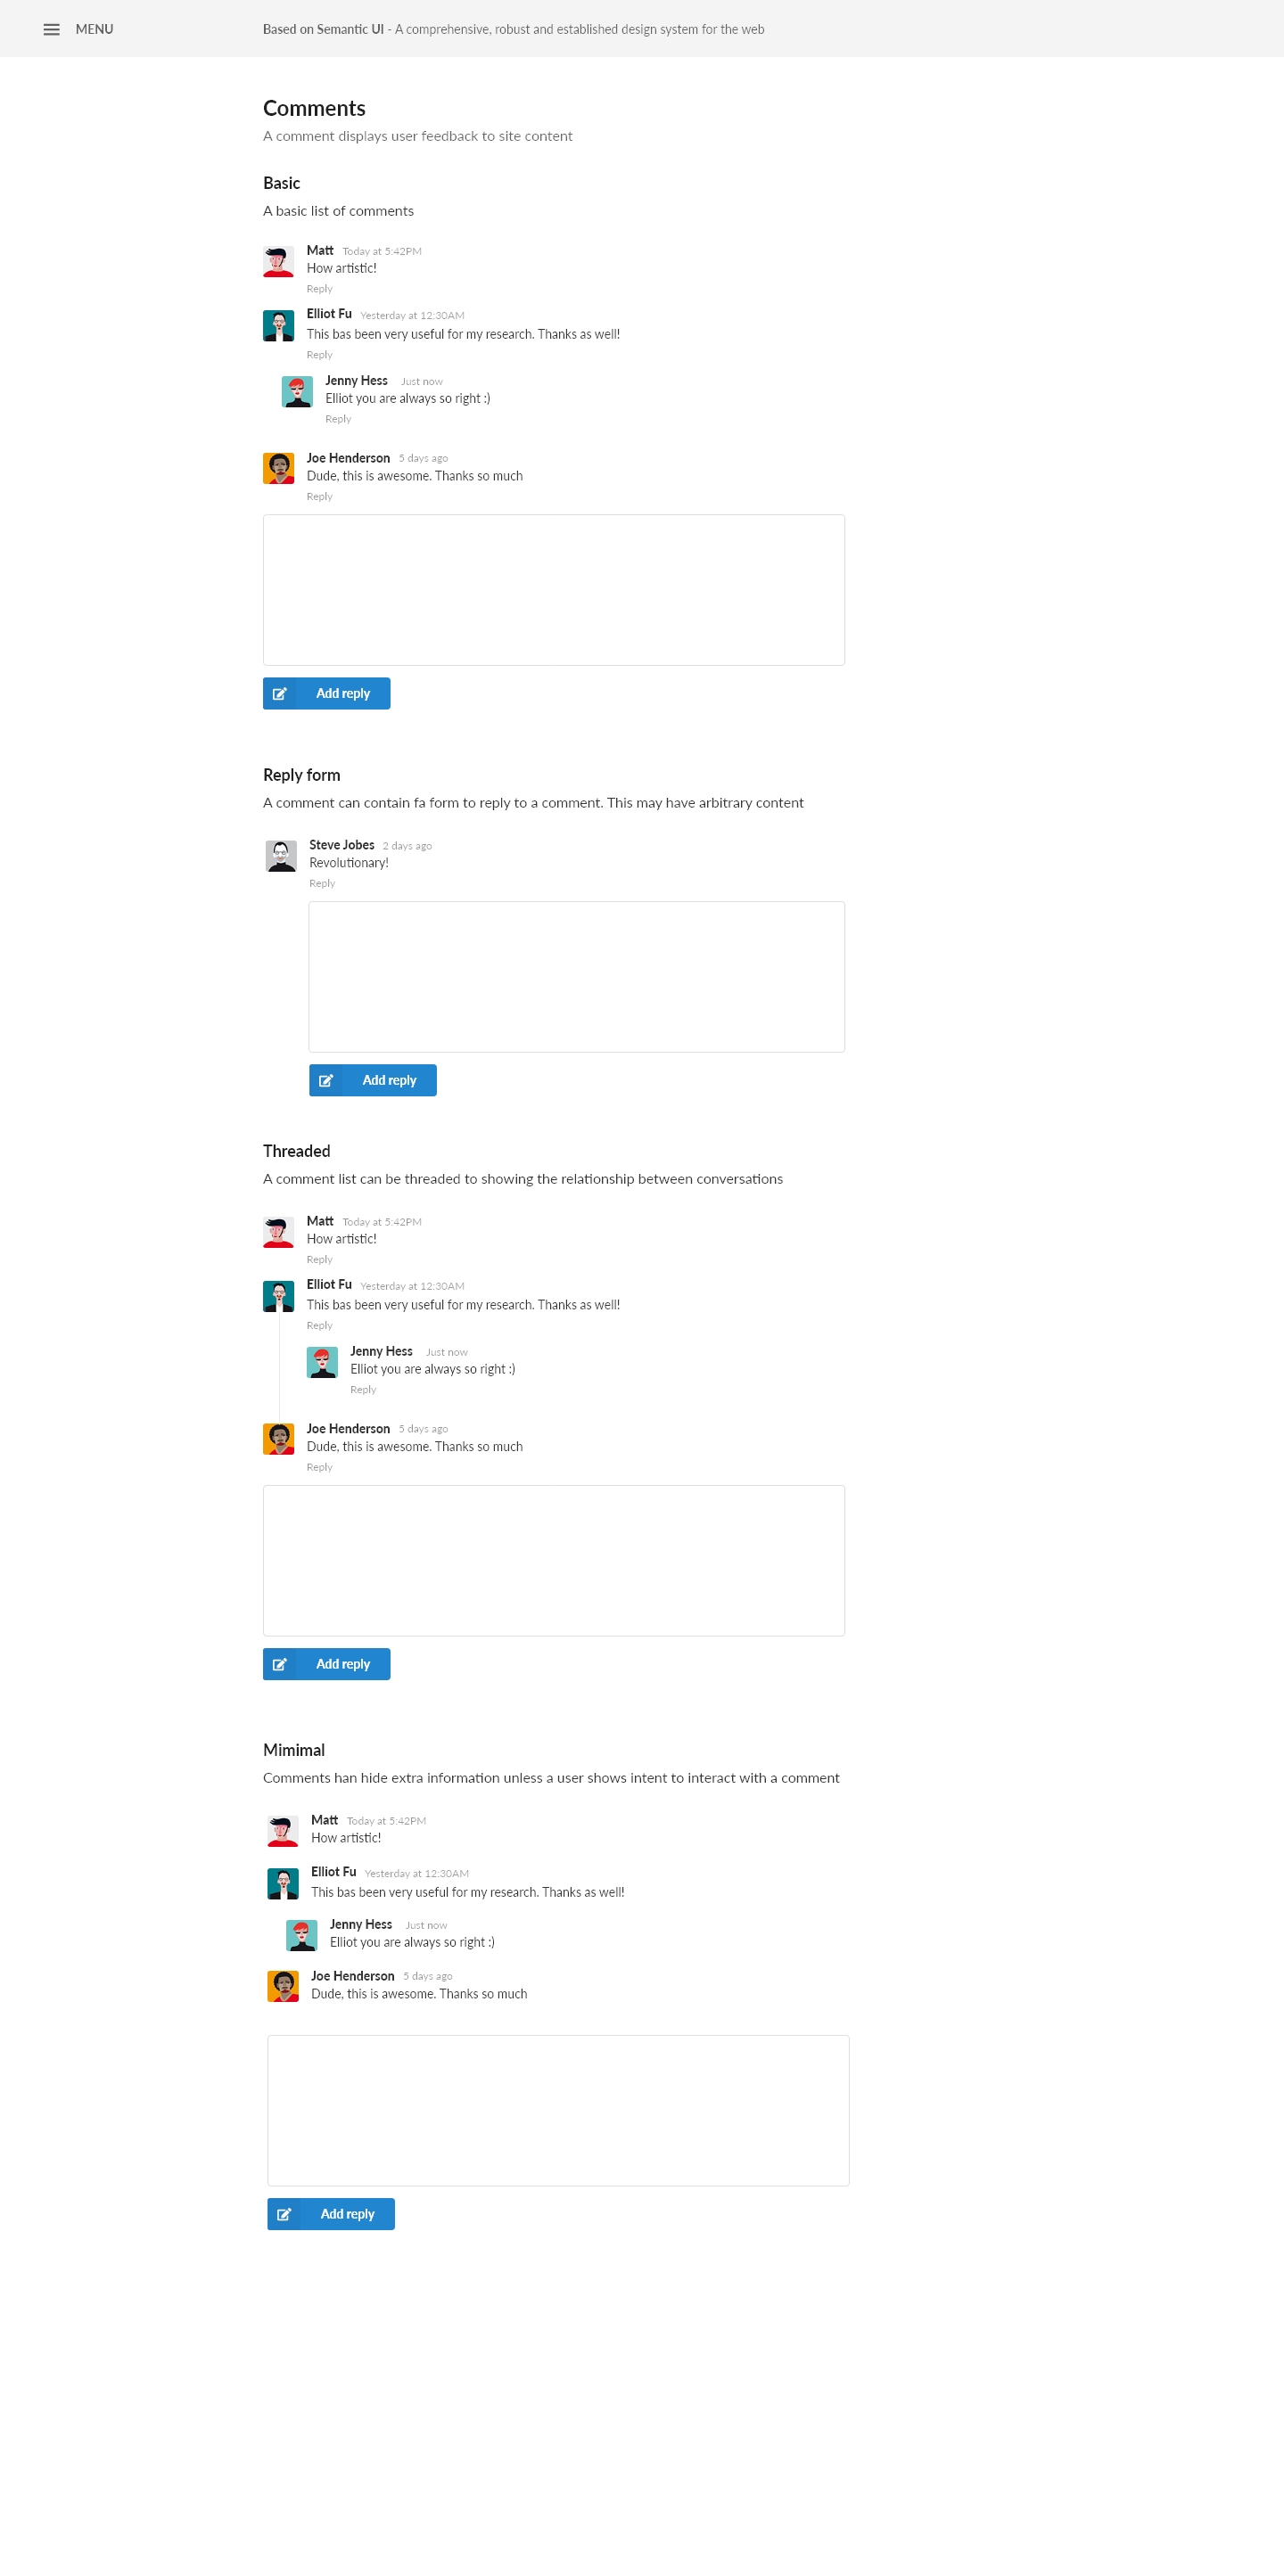 MENU
Based on Semantic UI - A comprehensive, robust and established design system for the web
Comments
A comment displays user feedback to site content
Basic
A basic list of comments
Matt Today at 5:42PM
How artistic!
Reply
Elliot Fu Yesterday at 12:30AM
This bas been very useful for my research. Thanks as well!
Reply
Jenny Hess Just now
Elliot you are always so right :)
Reply
Joe Henderson 5 days ago
Dude, this is awesome. Thanks so much
Reply
Add reply
Reply form
A comment can contain fa form to reply to a comment. This may have arbitrary content
Steve Jobes 2 days ago
Revolutionary!
Reply
Add reply
Threaded
A comment list can be threaded to showing the relationship between conversations
Matt Today at 5:42PM
How artistic!
Reply
Elliot Fu Yesterday at 12:30AM
This bas been very useful for my research. Thanks as well!
Reply
Jenny Hess Just now
Elliot you are always so right :)
Reply
Joe Henderson 5 days ago
Dude, this is awesome. Thanks so much
Reply
Add reply
Mimimal
Comments han hide extra information unless a user shows intent to interact with a comment
Matt Today at 5:42PM
How artistic!
Elliot Fu Yesterday at 12:30AM
This bas been very useful for my research. Thanks as well!
Jenny Hess Just now
Elliot you are always so right :)
Joe Henderson 5 days ago
Dude, this is awesome. Thanks so much
Add reply